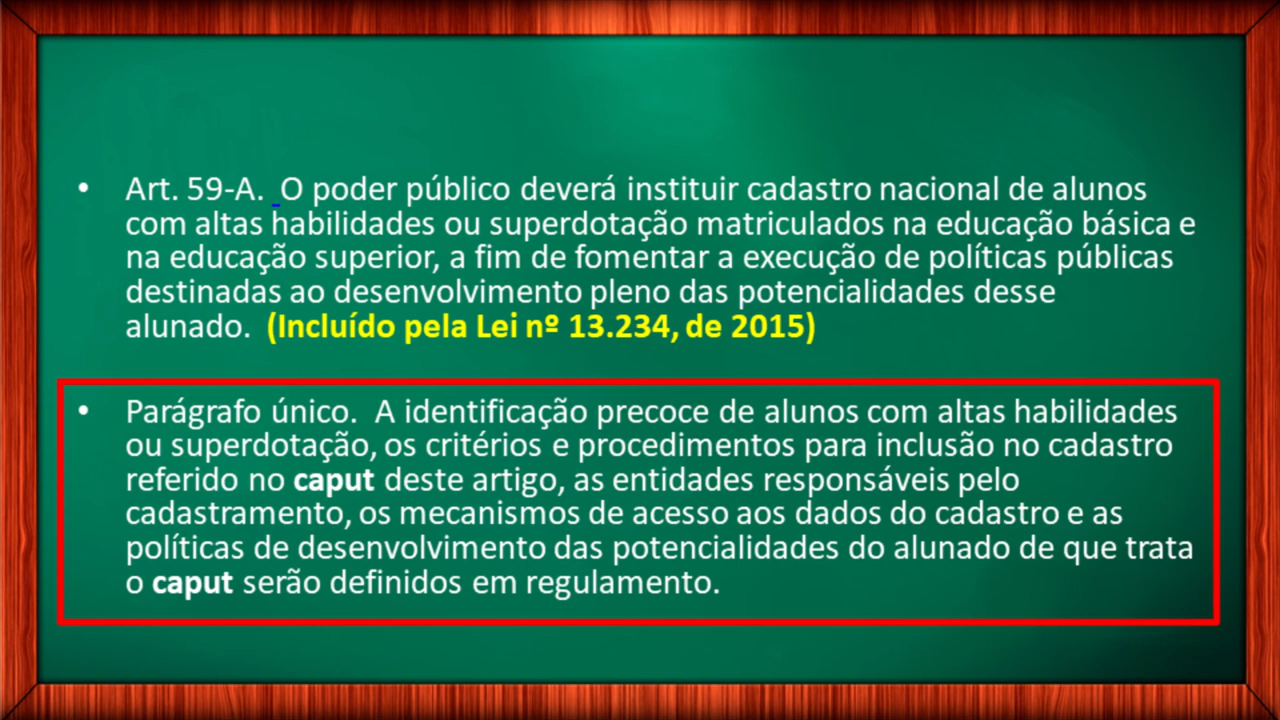 • Art. 59-A.  O poder público deverá instituir cadastro nacional de alunos
com altas habilidades ou superdotação matriculados na educação básica e
na educação superior, a fim de fomentar a execução de políticas públicas
destinadas ao desenvolvimento pleno das potencialidades desse
alunado.  (Incluído pela Lei nº 13.234, de 2015)
• Parágrafo único.  A identificação precoce de alunos com altas habilidades
ou superdotação, os critérios e procedimentos para inclusão no cadastro
referido no caput deste artigo, as entidades responsáveis pelo
cadastramento, os mecanismos de acesso aos dados do cadastro e as
políticas de desenvolvimento das potencialidades do alunado de que trata
o caput serão definidos em regulamento.